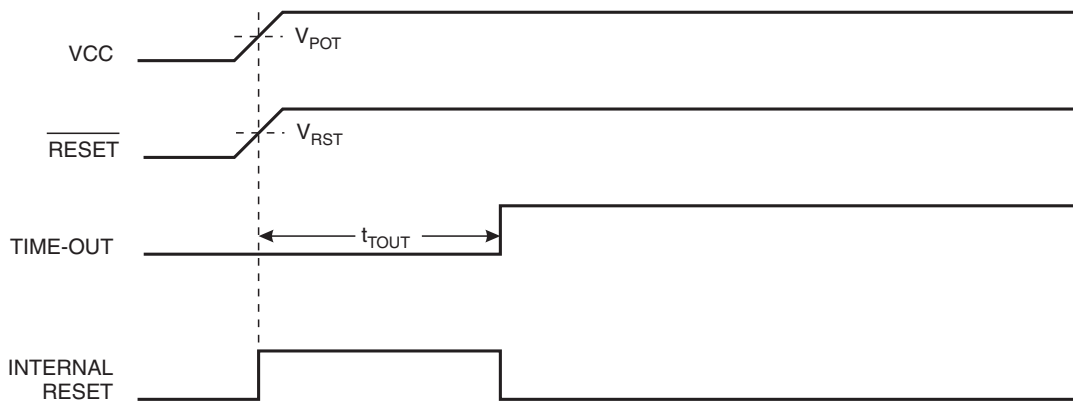 VCC
V_POT
RESET
V_RST
TIME-OUT
t_TOUT
INTERNAL
RESET